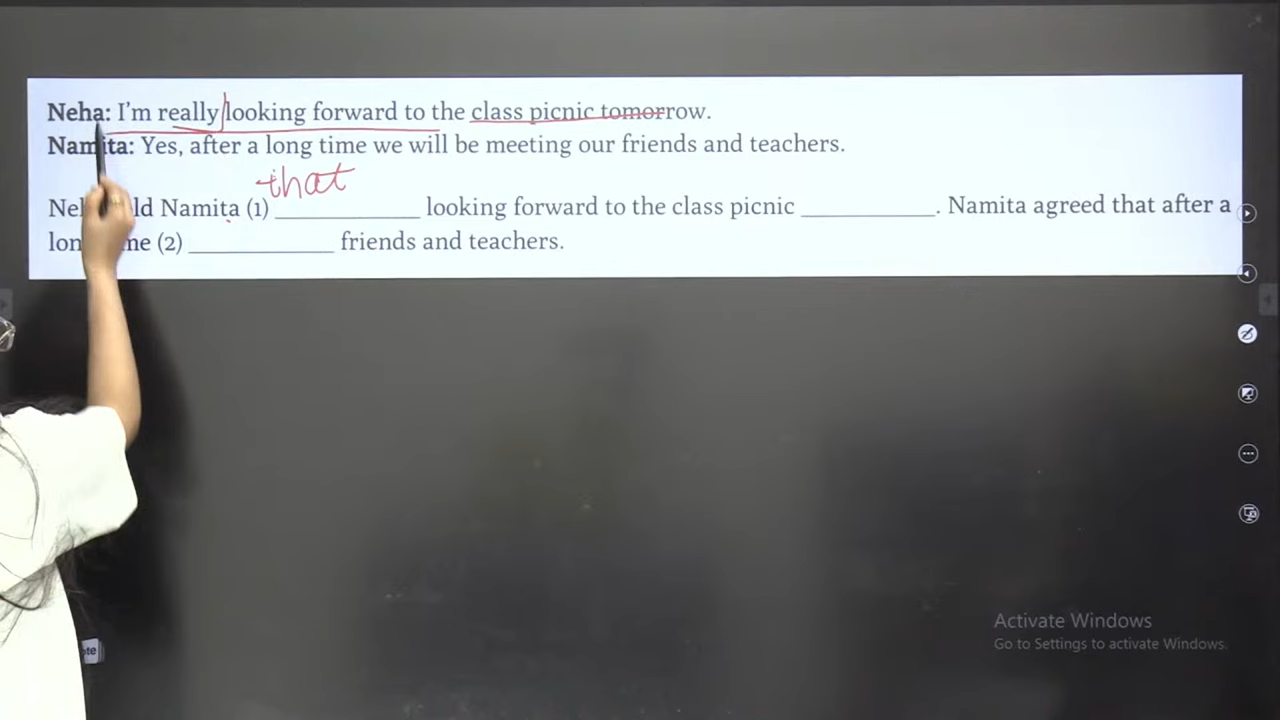 Neha: I'm really looking forward to the class picnic tomorrow.
Namita: Yes, after a long time we will be meeting our friends and teachers.
that
Namita (1) ____________ looking forward to the class picnic ___________. Namita agreed that after a
(2) ____________ friends and teachers.
Activate Windows
Go to Settings to activate Windows.